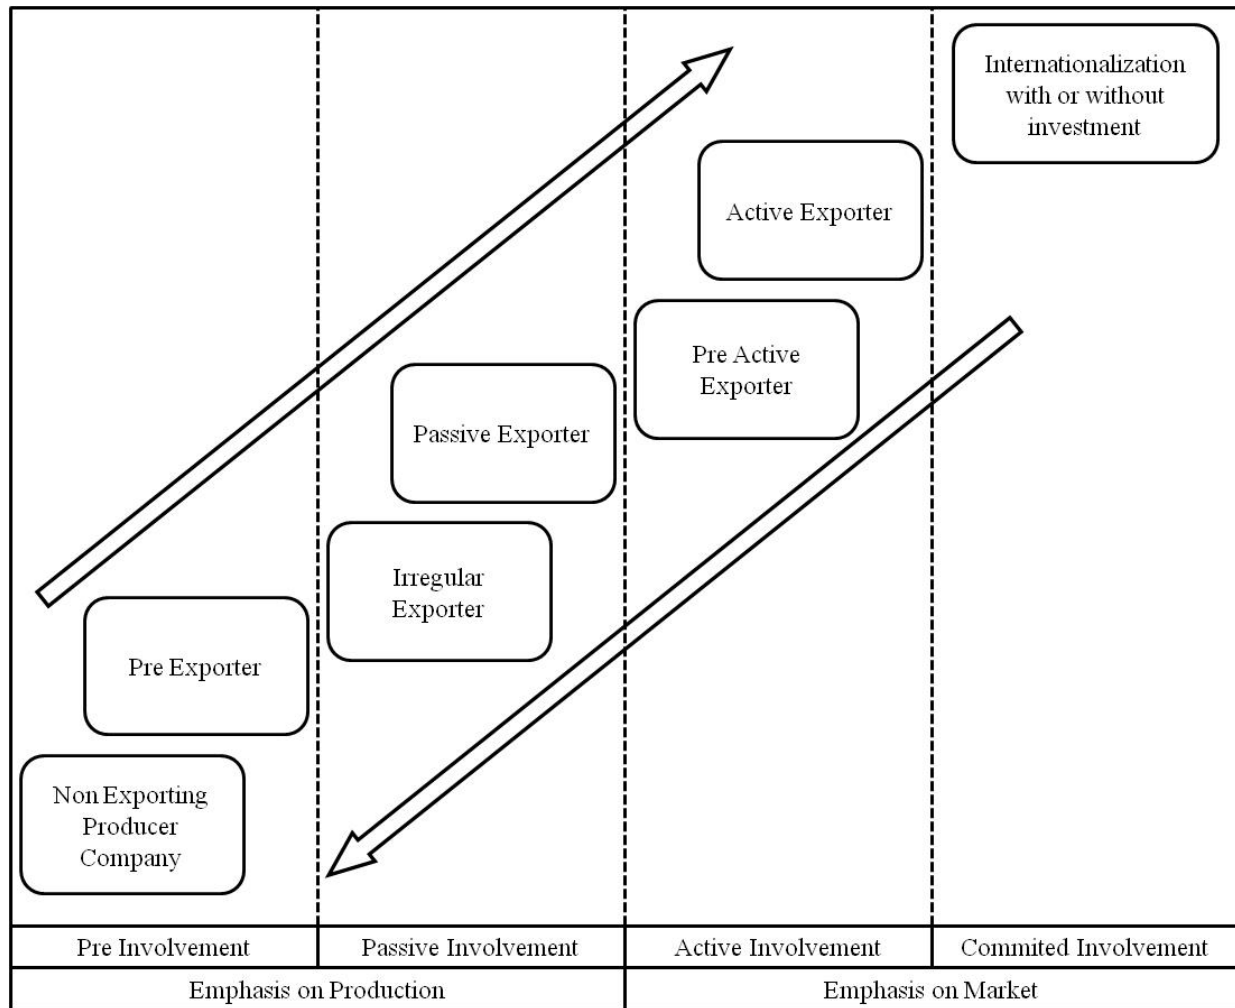 Internationalization
with or without
investment
Active Exporter
Pre Active
Exporter
Passive Exporter
Irregular
Exporter
Pre Exporter
Non Exporting
Producer
Company
Pre Involvement
Passive Involvement
Active Involvement
Commited Involvement
Emphasis on Production
Emphasis on Market